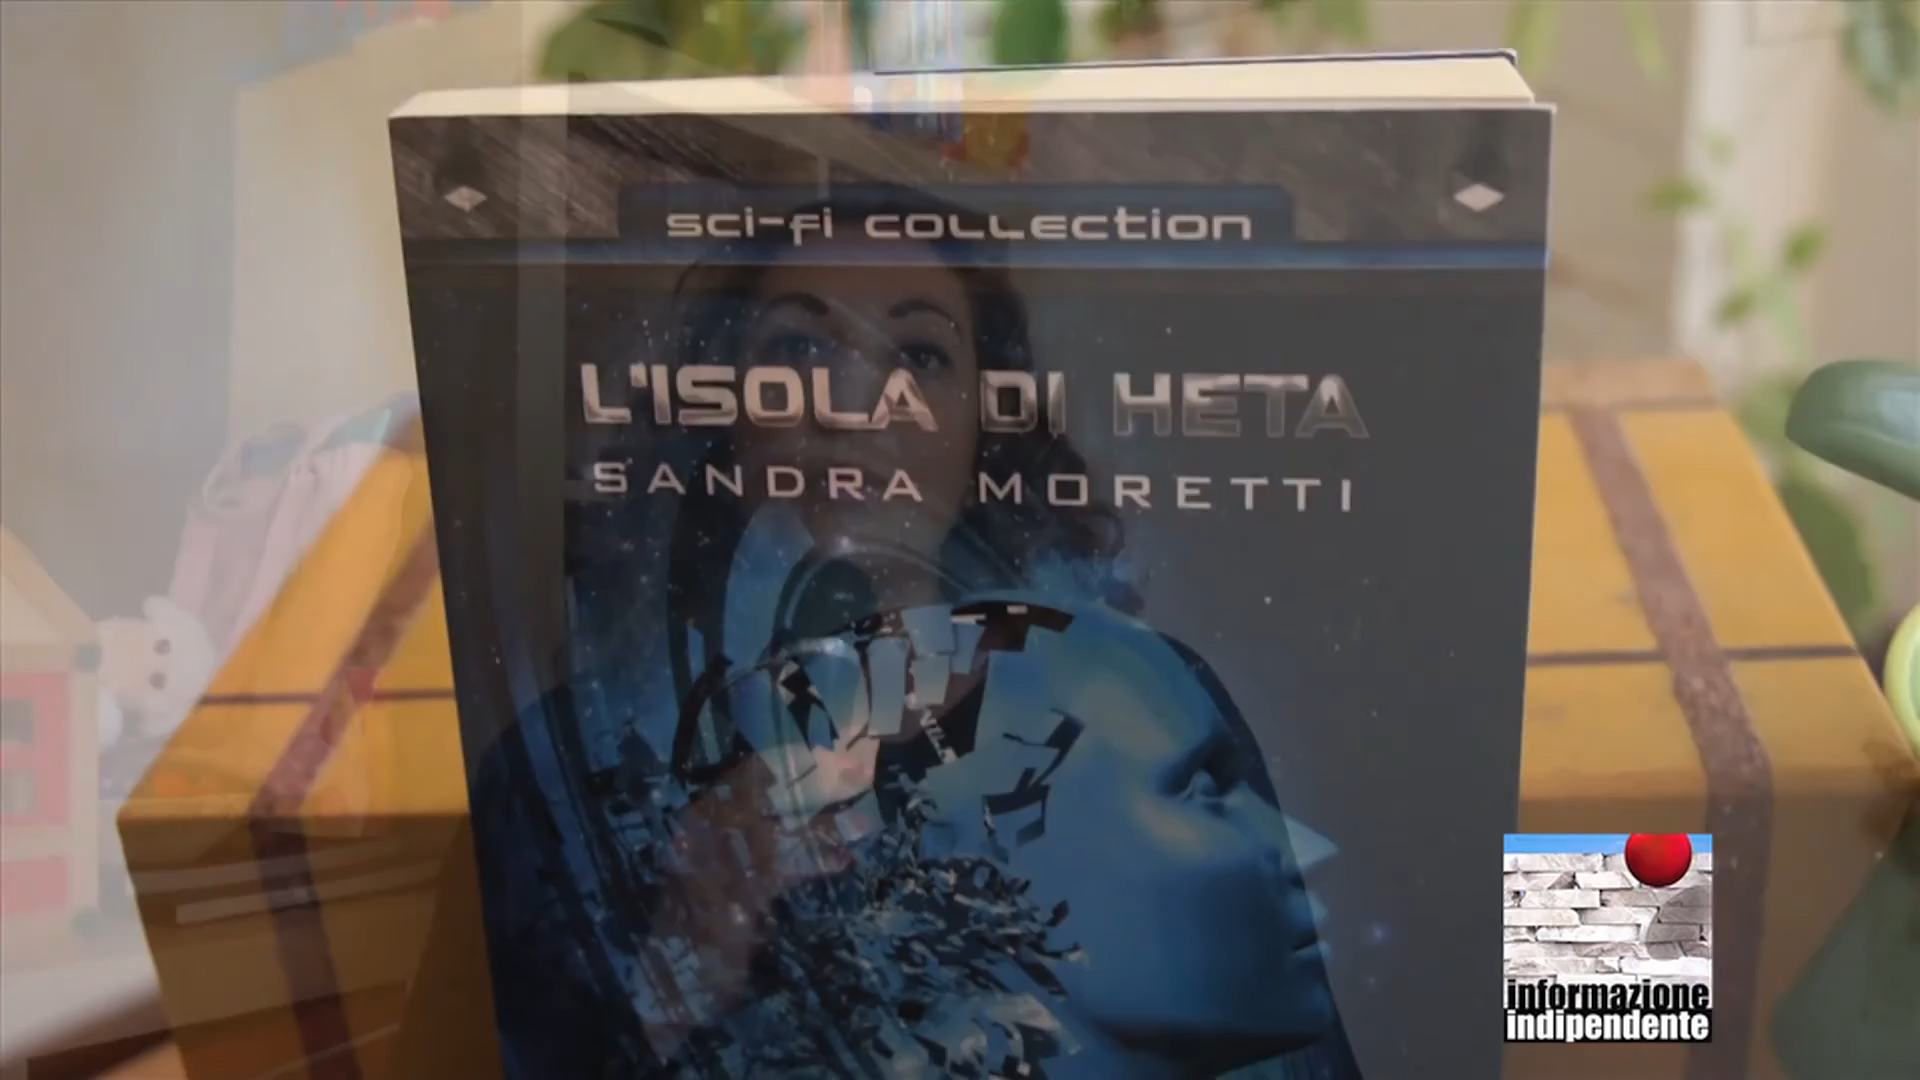 sci-fi collection
L'ISOLA DI HETA
SANDRA MORETTI
informazione
indipendente